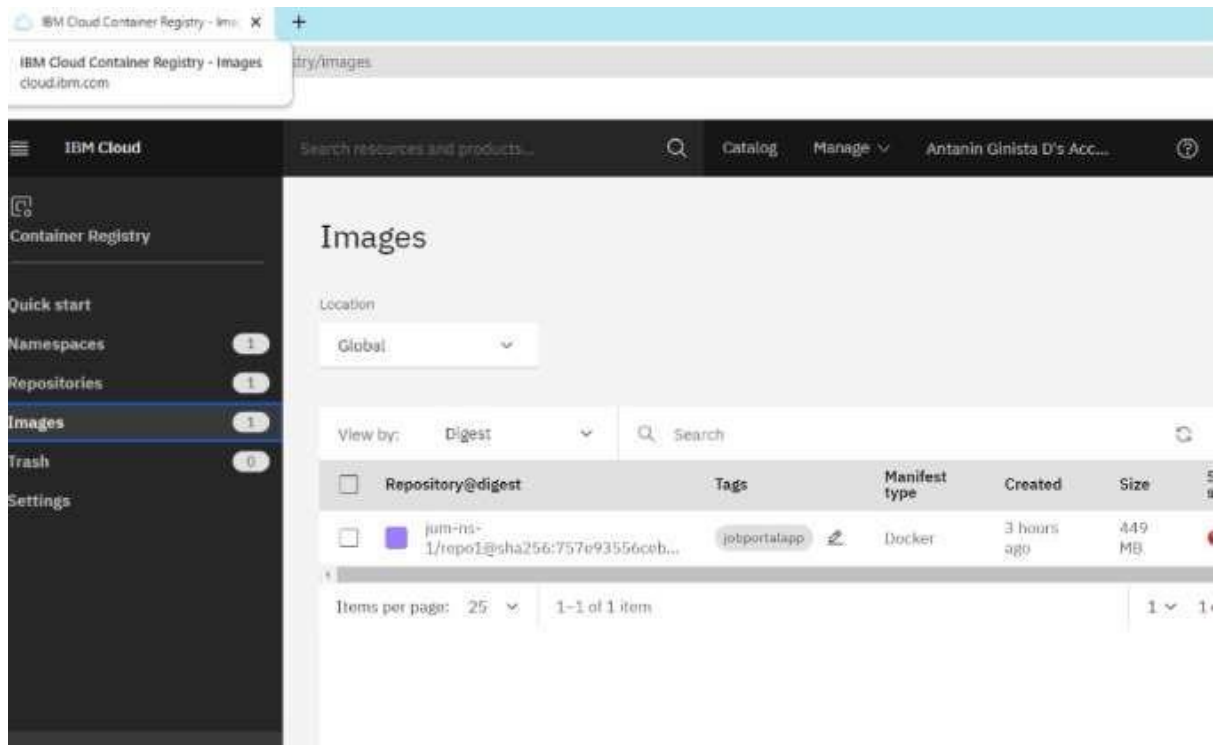 IBM Cloud Container Registry - Ima
IBM Cloud Container Registry - Images
cloud.ibm.com
stry/images
IBM Cloud
Search resources and products...
Catalog
Manage
Antanin Ginista D's Acc...
Container Registry
Quick start
Namespaces 1
Repositories 1
Images 1
Trash 0
Settings
Images
Location
Global
View by: Digest
Search
Repository@digest Tags Manifest type Created Size
jum-ns-
1/repo1@sha256:757e93556ceb... jobportalapp Docker 3 hours ago 449 MB
Items per page: 25 1–1 of 1 item 1